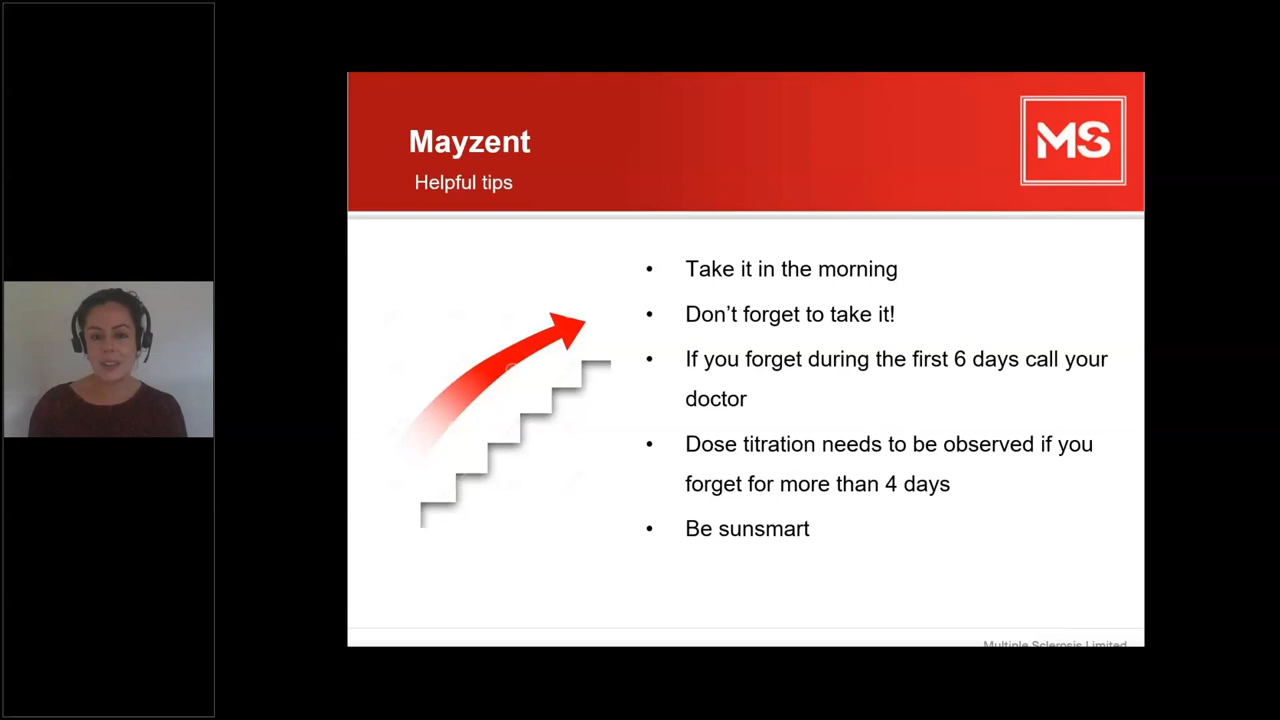 Mayzent
Helpful tips
MS
• Take it in the morning
• Don’t forget to take it!
• If you forget during the first 6 days call your
doctor
• Dose titration needs to be observed if you
forget for more than 4 days
• Be sunsmart
Multiple Sclerosis Limited